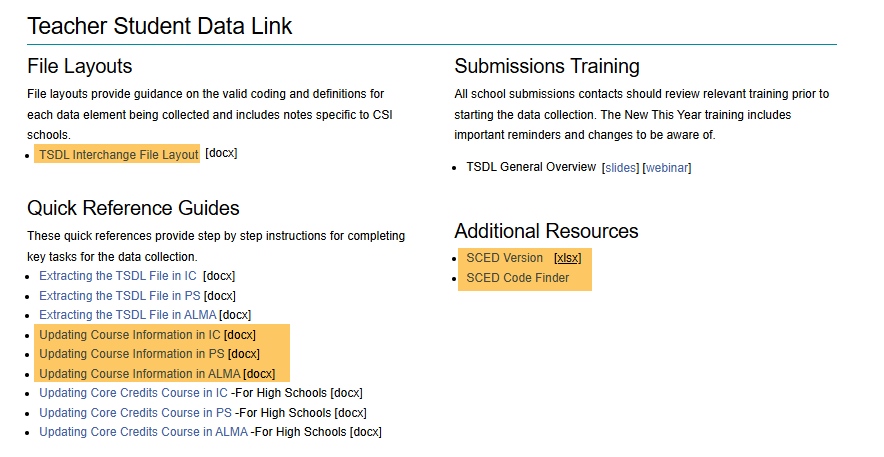 Teacher Student Data Link
File Layouts
File layouts provide guidance on the valid coding and definitions for
each data element being collected and includes notes specific to CSI
schools.
• TSDL Interchange File Layout [docx]
Quick Reference Guides
These quick references provide step by step instructions for completing
key tasks for the data collection.
• Extracting the TSDL File in IC [docx]
• Extracting the TSDL File in PS [docx]
• Extracting the TSDL File in ALMA [docx]
• Updating Course Information in IC [docx]
• Updating Course Information in PS [docx]
• Updating Course Information in ALMA [docx]
• Updating Core Credits Course in IC -For High Schools [docx]
• Updating Core Credits Course in PS -For High Schools [docx]
• Updating Core Credits Course in ALMA -For High Schools [docx]
Submissions Training
All school submissions contacts should review relevant training prior to
starting the data collection. The New This Year training includes
important reminders and changes to be aware of.
• TSDL General Overview [slides] [webinar]
Additional Resources
• SCED Version [xlsx]
• SCED Code Finder